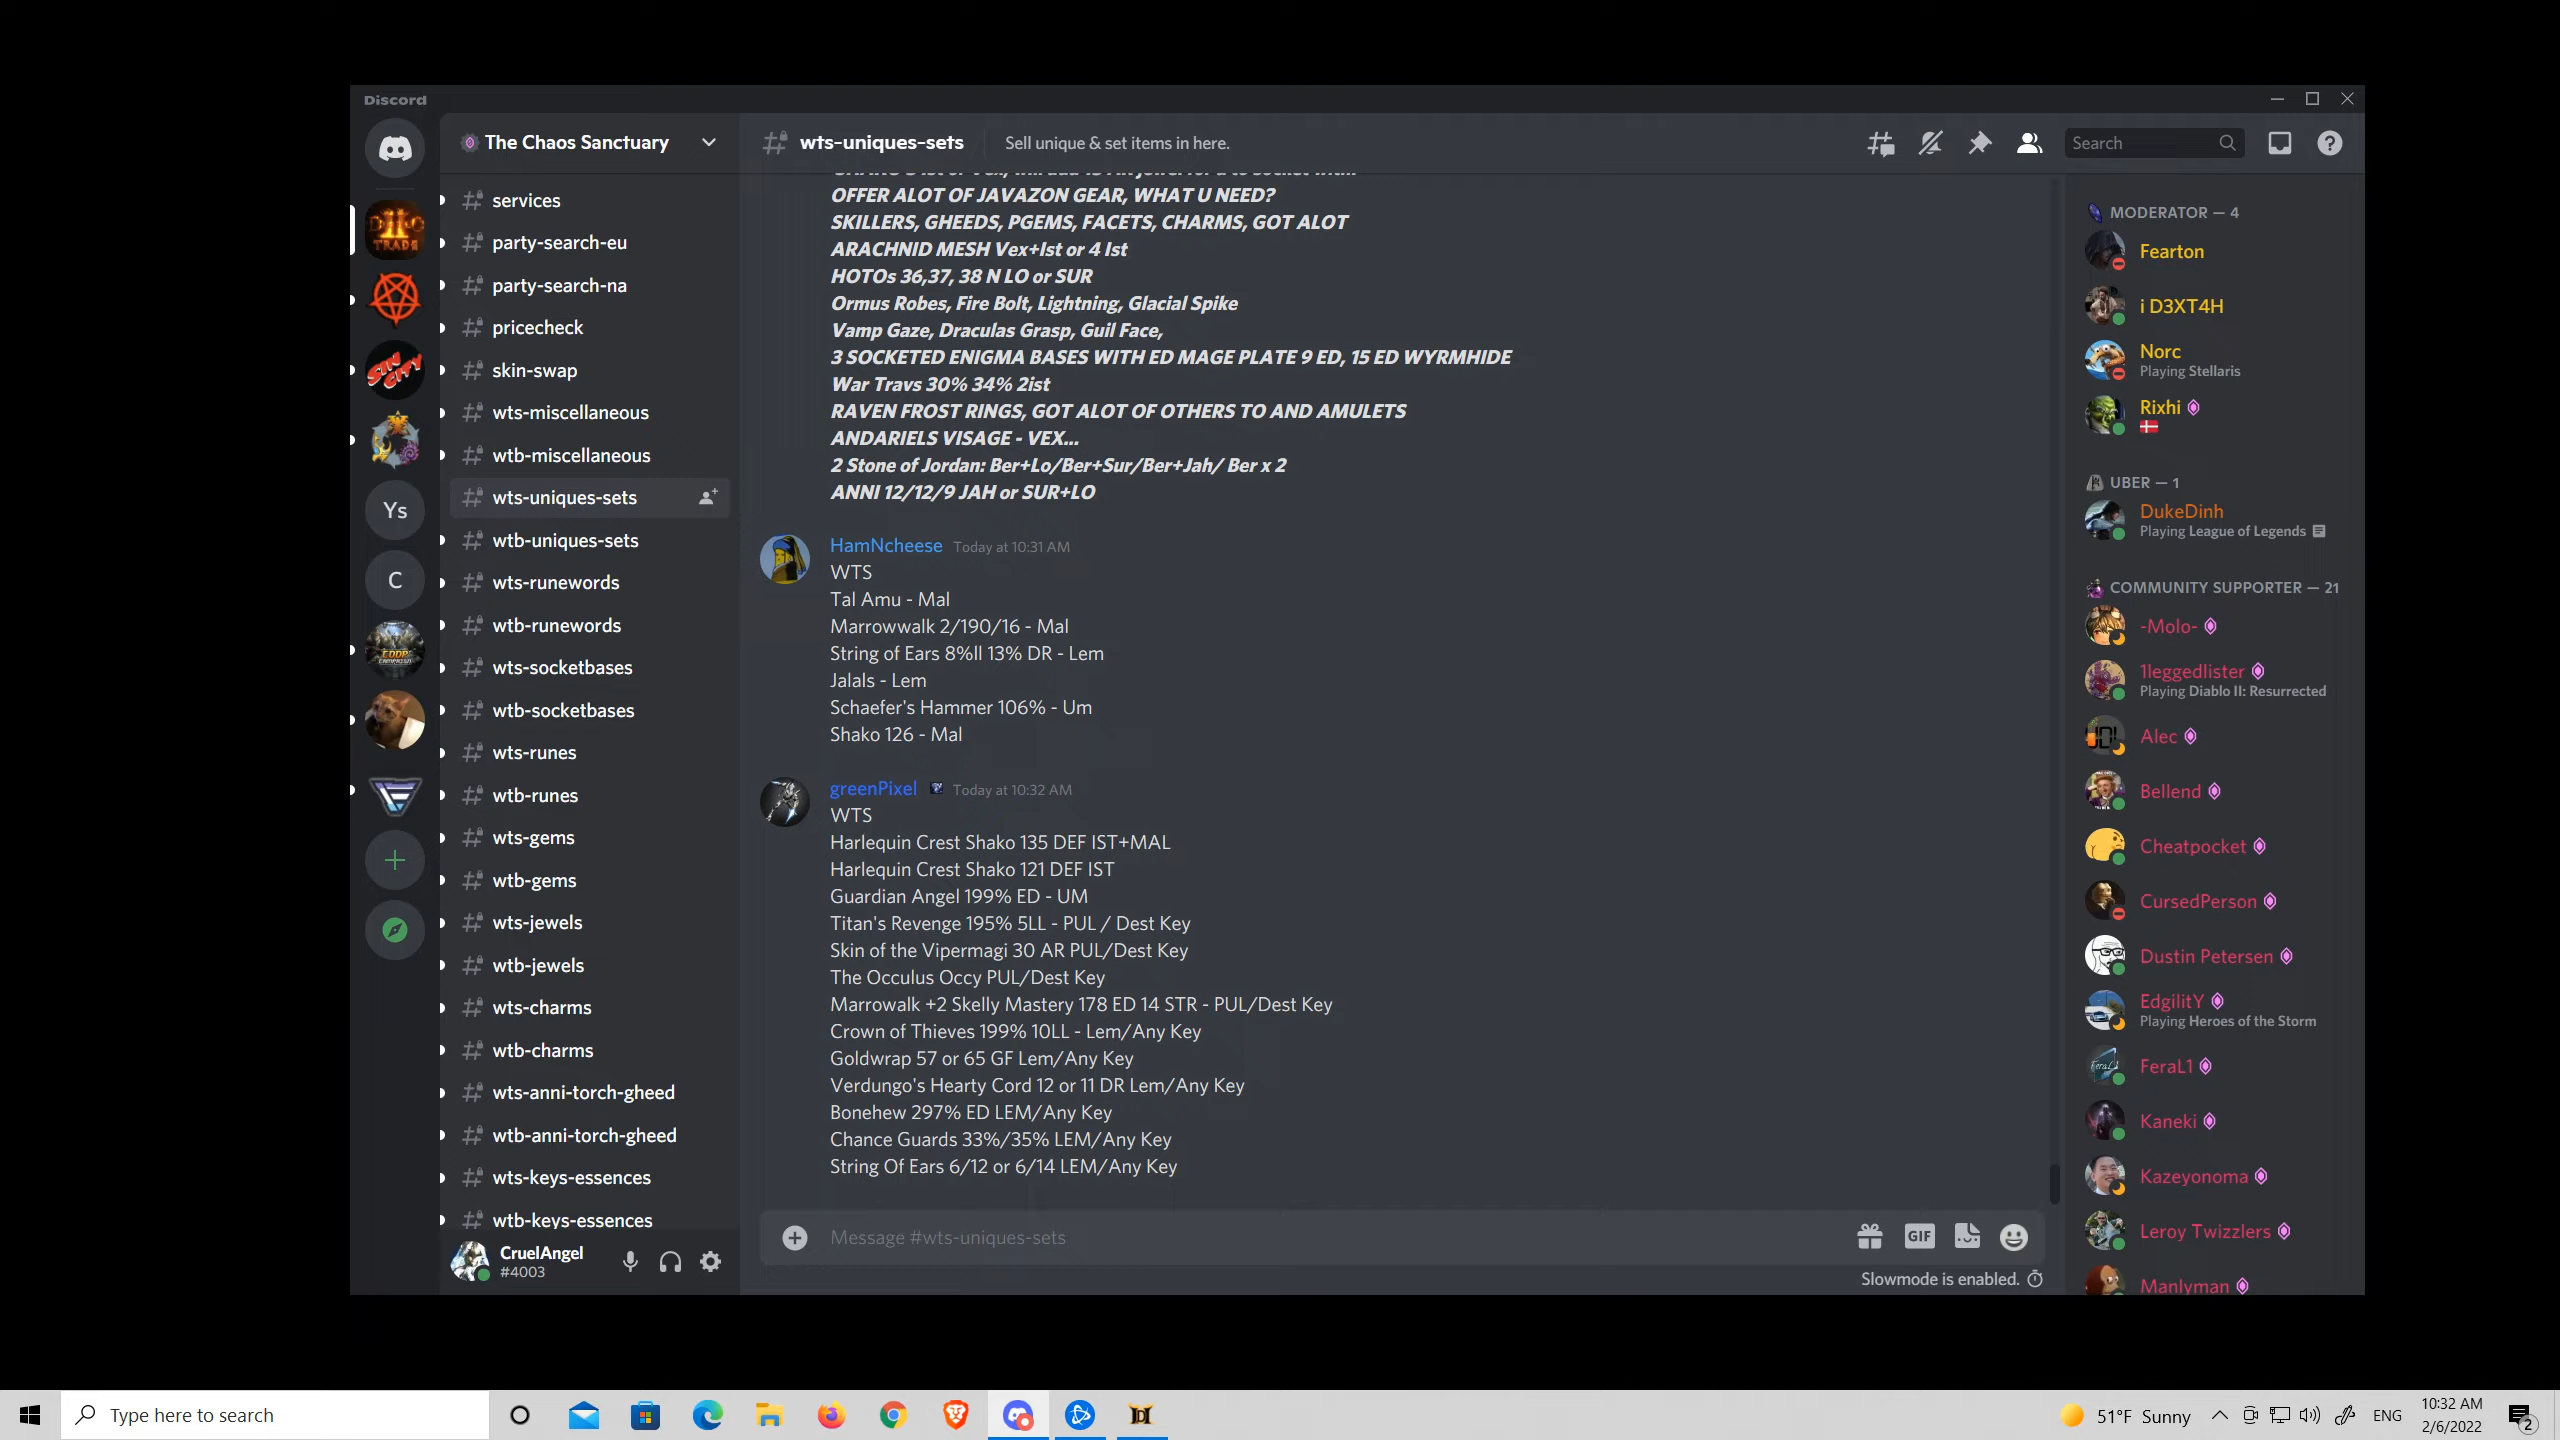 Discord
The Chaos Sanctuary
wts-uniques-sets
Sell unique & set items in here.
Search
services
party-search-eu
party-search-na
pricecheck
skin-swap
wts-miscellaneous
wtb-miscellaneous
wts-uniques-sets
wtb-uniques-sets
wts-runewords
wtb-runewords
wts-socketbases
wtb-socketbases
wts-runes
wtb-runes
wts-gems
wtb-gems
wts-jewels
wtb-jewels
wts-charms
wtb-charms
wts-anni-torch-gheed
wtb-anni-torch-gheed
wts-keys-essences
wtb-keys-essences
TRADE
SIN CITY
Ys
C
CruelAngel
#4003
OFFER ALOT OF JAVAZON GEAR, WHAT U NEED?
SKILLERS, GHEEDS, PGEMS, FACETS, CHARMS, GOT ALOT
ARACHNID MESH Vex+Ist or 4 Ist
HOTOs 36,37, 38 N LO or SUR
Ormus Robes, Fire Bolt, Lightning, Glacial Spike
Vamp Gaze, Draculas Grasp, Guil Face,
3 SOCKETED ENIGMA BASES WITH ED MAGE PLATE 9 ED, 15 ED WYRMHIDE
War Travs 30% 34% 2ist
RAVEN FROST RINGS, GOT ALOT OF OTHERS TO AND AMULETS
ANDARIELS VISAGE - VEX...
2 Stone of Jordan: Ber+Lo/Ber+Sur/Ber+Jah/ Ber x 2
ANNI 12/12/9 JAH or SUR+LO
HamNcheese Today at 10:31 AM
WTS
Tal Amu - Mal
Marrowwalk 2/190/16 - Mal
String of Ears 8%ll 13% DR - Lem
Jalals - Lem
Schaefer's Hammer 106% - Um
Shako 126 - Mal
greenPixel Today at 10:32 AM
WTS
Harlequin Crest Shako 135 DEF IST+MAL
Harlequin Crest Shako 121 DEF IST
Guardian Angel 199% ED - UM
Titan's Revenge 195% 5LL - PUL / Dest Key
Skin of the Vipermagi 30 AR PUL/Dest Key
The Occulus Occy PUL/Dest Key
Marrowalk +2 Skelly Mastery 178 ED 14 STR - PUL/Dest Key
Crown of Thieves 199% 10LL - Lem/Any Key
Goldwrap 57 or 65 GF Lem/Any Key
Verdungo's Hearty Cord 12 or 11 DR Lem/Any Key
Bonehew 297% ED LEM/Any Key
Chance Guards 33%/35% LEM/Any Key
String Of Ears 6/12 or 6/14 LEM/Any Key
Message #wts-uniques-sets
GIF
Slowmode is enabled.
MODERATOR — 4
Fearton
i D3XT4H
Norc
Playing Stellaris
Rixhi
UBER — 1
DukeDinh
Playing League of Legends
COMMUNITY SUPPORTER — 21
-Molo-
1leggedlister
Playing Diablo II: Resurrected
Alec
Bellend
Cheatpocket
CursedPerson
Dustin Petersen
EdgilitY
Playing Heroes of the Storm
FeraL1
Kaneki
Kazeyonoma
Leroy Twizzlers
Manlyman
Type here to search
51°F Sunny
ENG
10:32 AM
2/6/2022
2